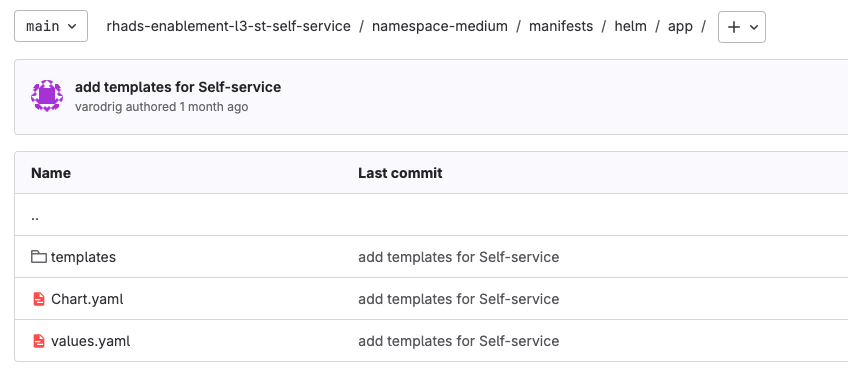 main rhads-enablement-l3-st-self-service / namespace-medium / manifests / helm / app / +
add templates for Self-service
varodrig authored 1 month ago
Name Last commit
..
templates add templates for Self-service
Chart.yaml add templates for Self-service
values.yaml add templates for Self-service